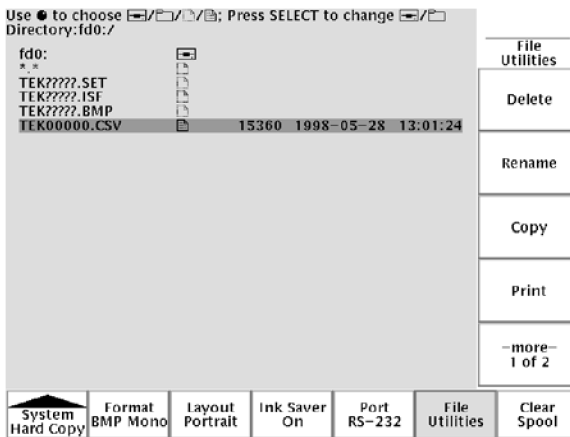 Use to choose / / / ; Press SELECT to change /
Directory:fd0:/
fd0:
*.*
TEK?????.SET
TEK?????.ISF
TEK?????.BMP
TEK00000.CSV 15360 1998-05-28 13:01:24
File
Utilities
Delete
Rename
Copy
Print
-more-
1 of 2
System
Hard Copy
Format
BMP Mono
Layout
Portrait
Ink Saver
On
Port
RS-232
File
Utilities
Clear
Spool